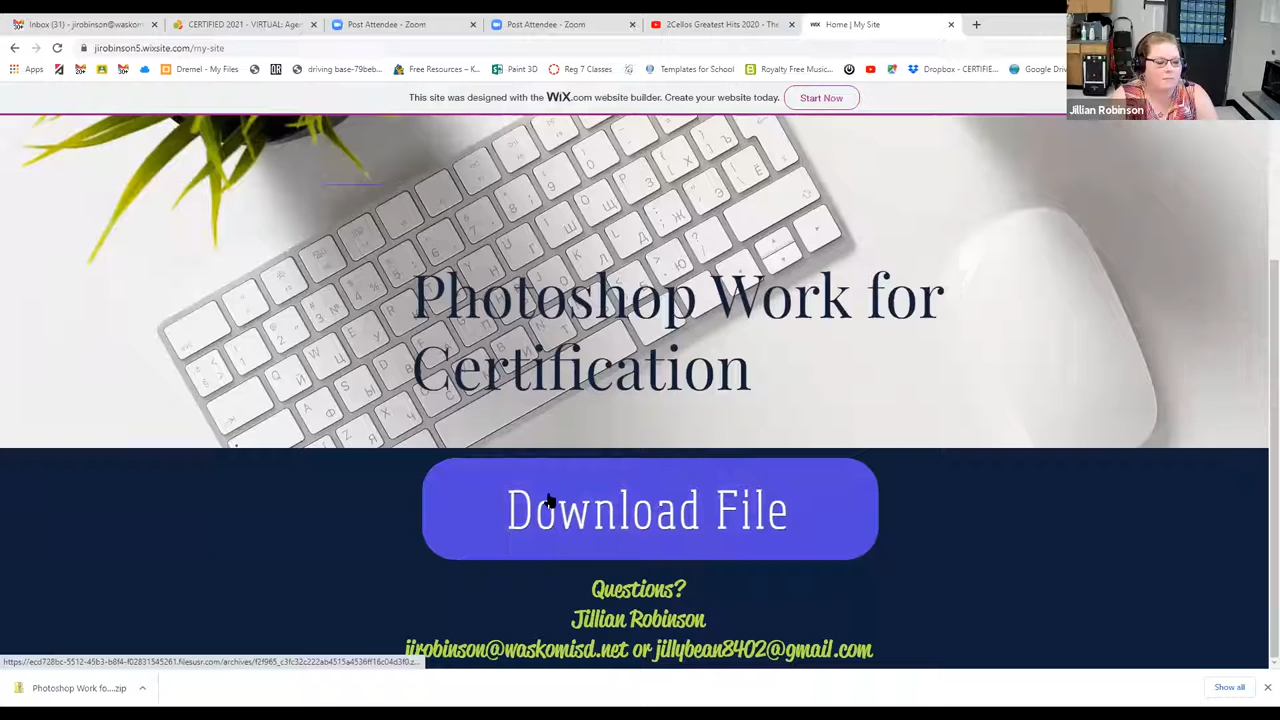 Inbox (31) - jirobinson@waskom
CERTIFIED 2021 - VIRTUAL: Age
Post Attendee - Zoom
Post Attendee - Zoom
2Cellos Greatest Hits 2020 - The
Home | My Site
jirobinson5.wixsite.com/my-site
Apps
Dremel - My Files
driving base-79beb...
Free Resources – K...
Paint 3D
Reg 7 Classes
Templates for School
Royalty Free Music...
Dropbox - CERTIFIE...
Google Driv
Jillian Robinson
This site was designed with the WiX.com website builder. Create your website today.
Start Now
Photoshop Work for
Certification
Download File
Questions?
Jillian Robinson
jirobinson@waskomisd.net or jillybean8402@gmail.com
Photoshop Work fo....zip
Show all